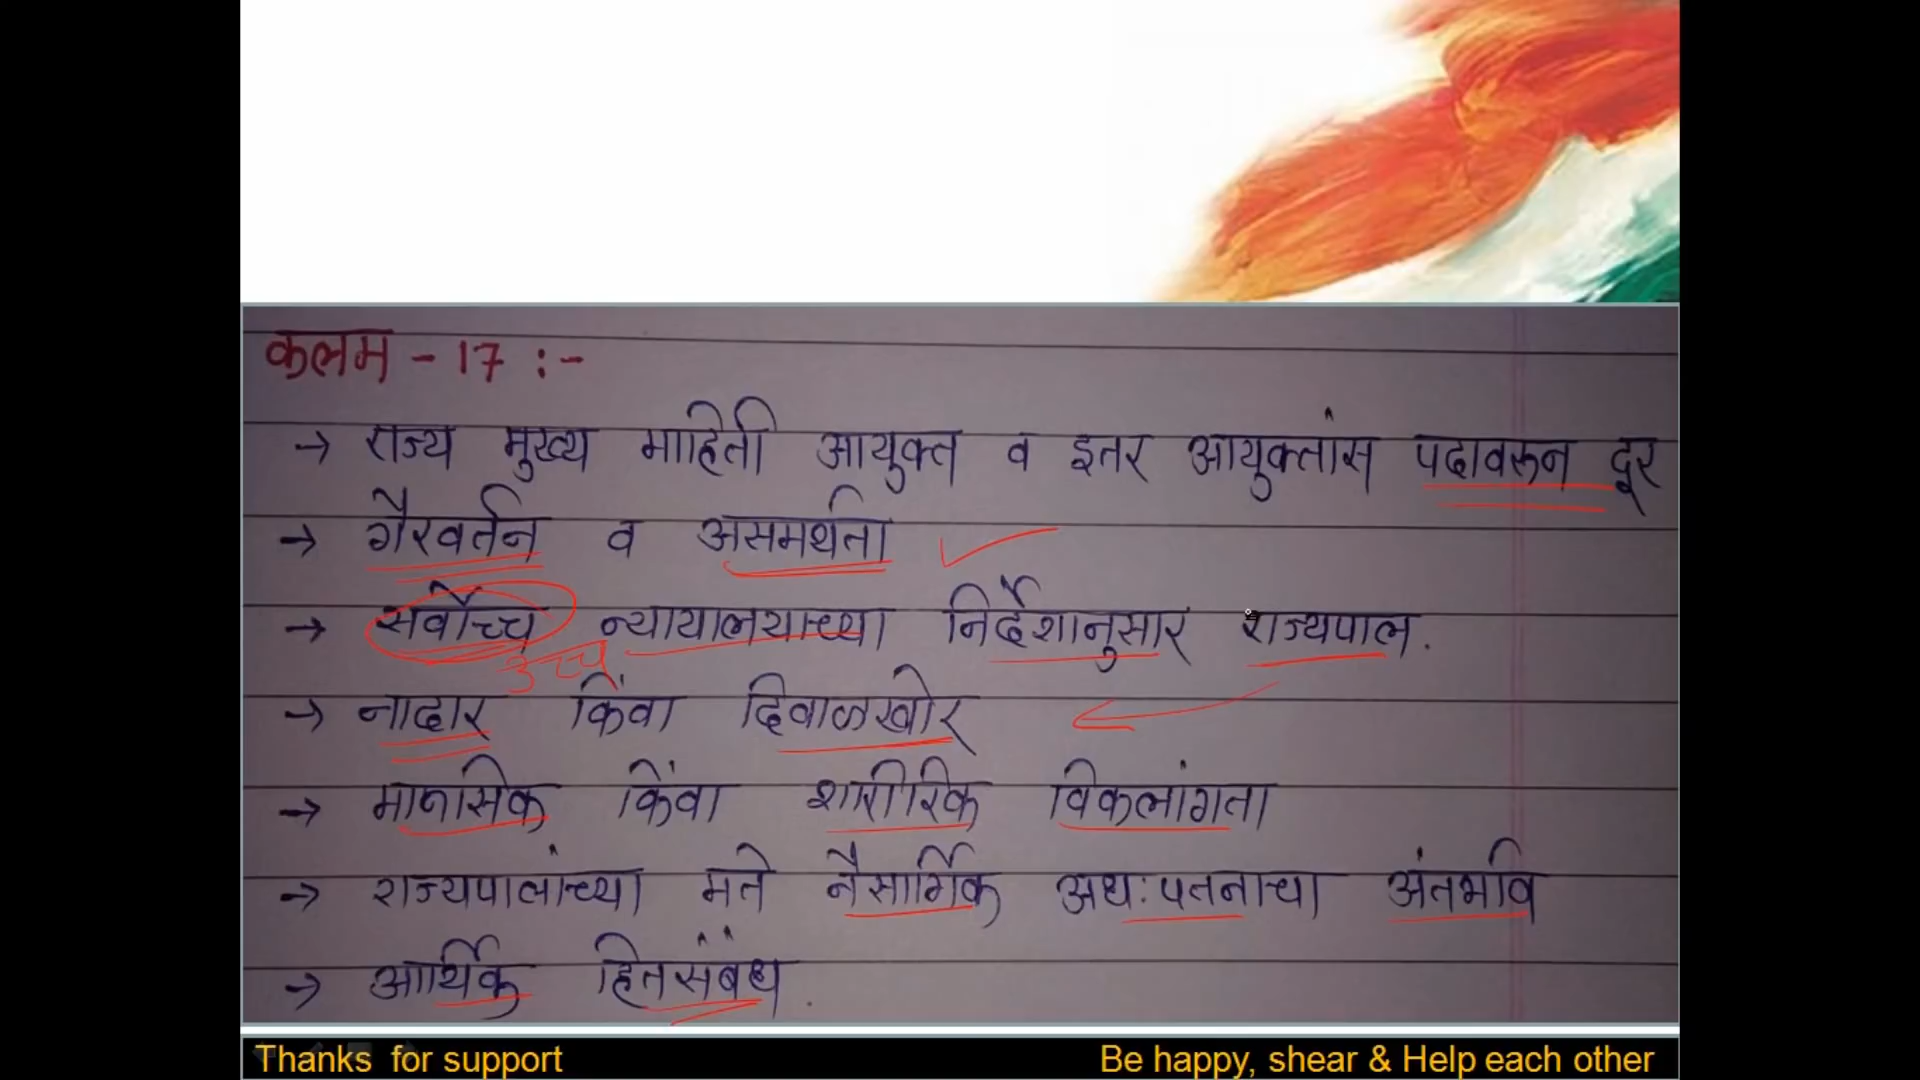 कलम - 17 :-
→ राज्य मुख्य माहिती आयुक्त व इतर आयुक्तांस पदावरून दूर
→ गैरवर्तन व असमर्थता
→ सर्वोच्च न्यायालयाच्या निर्देशानुसार राज्यपाल.
उच्च
→ नादार किंवा दिवाळखोर
→ मानसिक किंवा शारीरिक विकलांगता
→ राज्यपालांच्या मते नैसर्गिक अधःपतनाचा अंतर्भाव
→ आर्थिक हितसंबंध.
Thanks for support
Be happy, shear & Help each other